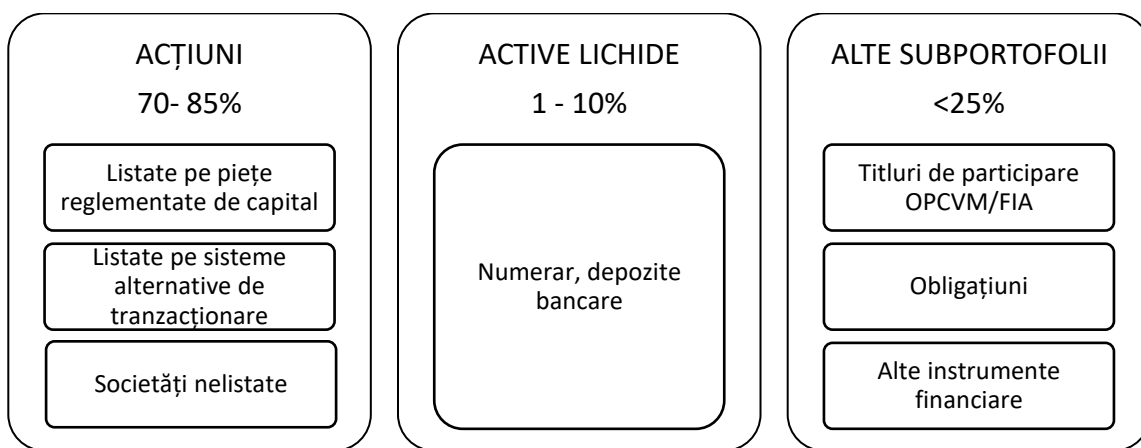 ACȚIUNI
70- 85%
Listate pe piețe
reglementate de capital
Listate pe sisteme
alternative de
tranzacționare
Societăți nelistate
ACTIVE LICHIDE
1 - 10%
Numerar, depozite
bancare
ALTE SUBPORTOFOLII
<25%
Titluri de participare
OPCVM/FIA
Obligațiuni
Alte instrumente
financiare